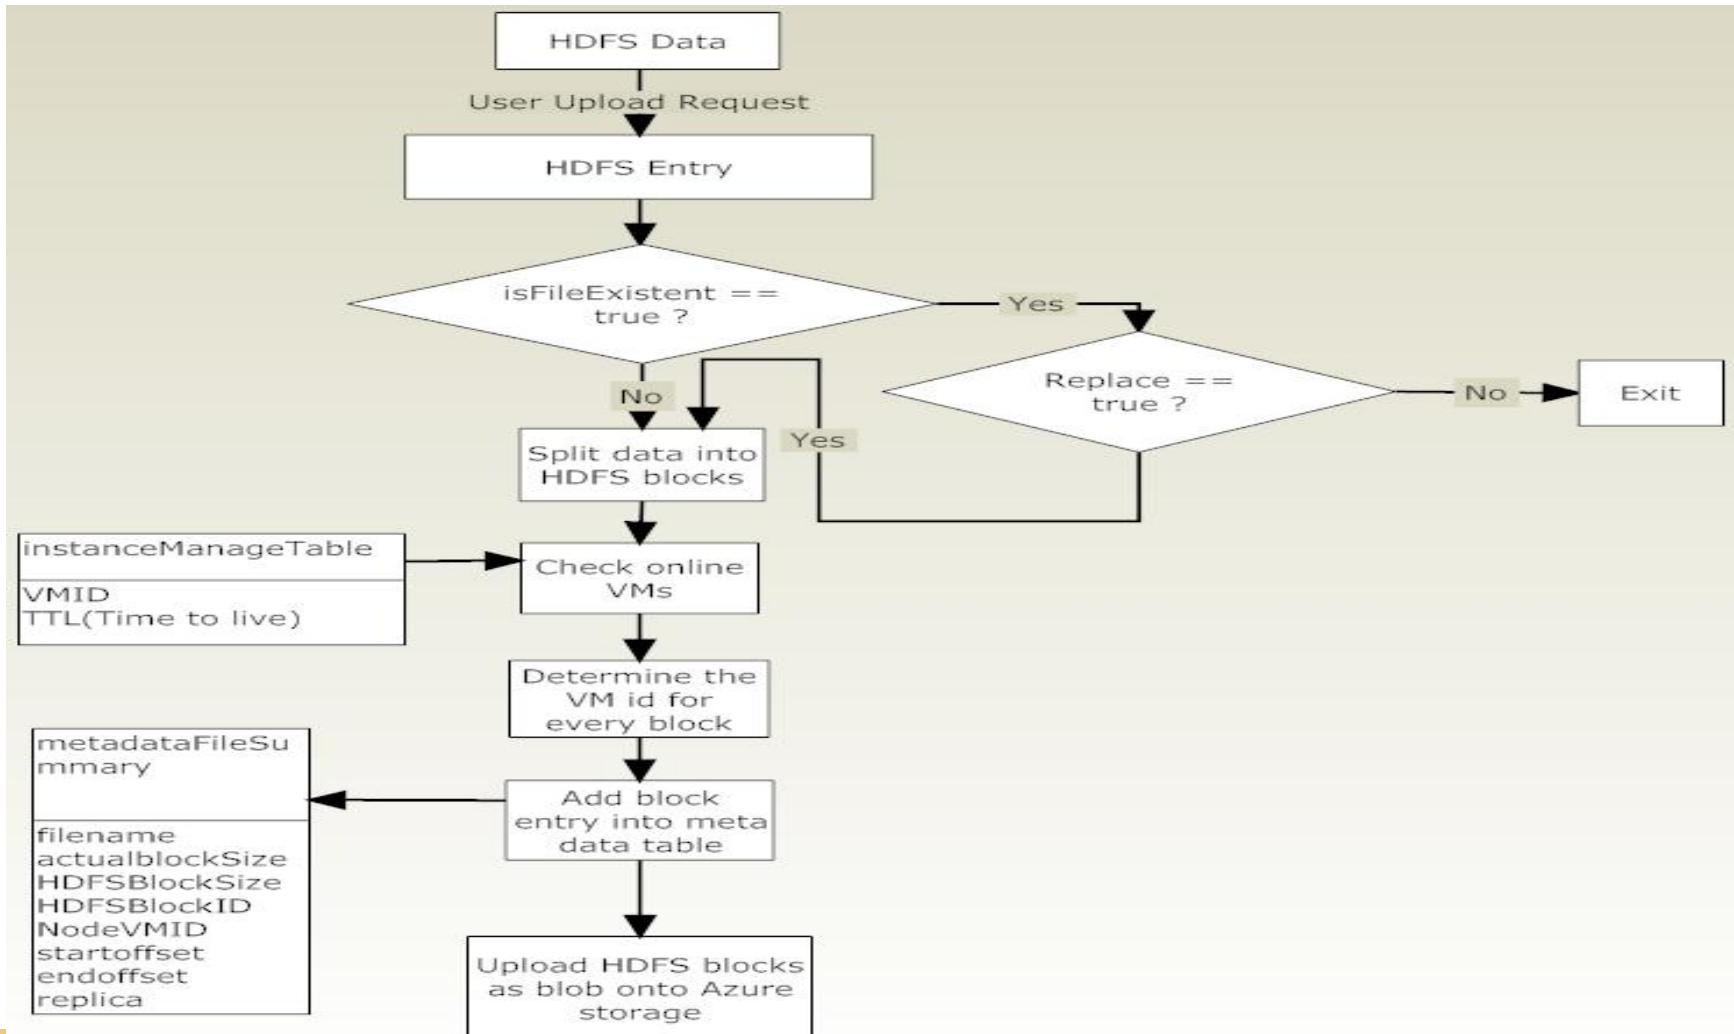 HDFS Data
User Upload Request
HDFS Entry
isFileExistent ==
true ?
Yes
Replace ==
true ?
No
Exit
No
Yes
Split data into
HDFS blocks
instanceManageTable
VMID
TTL(Time to live)
Check online
VMs
Determine the
VM id for
every block
metadataFileSu
mmary
filename
actualblockSize
HDFSBlockSize
HDFSBlockID
NodeVMID
startoffset
endoffset
replica
Add block
entry into meta
data table
Upload HDFS blocks
as blob onto Azure
storage